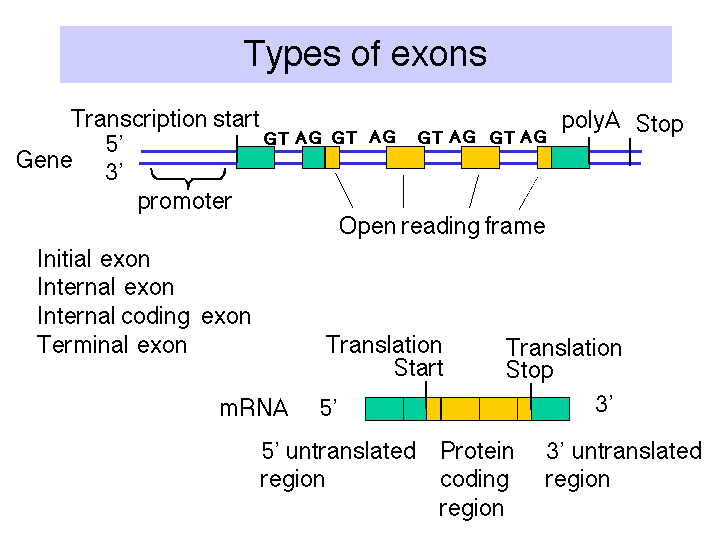 Types of exons
Transcription start
GT AG GT AG GT AG GT AG
polyA
Stop
Gene
5’
3’
promoter
Open reading frame
Initial exon
Internal exon
Internal coding exon
Terminal exon
Translation
Start
Translation
Stop
mRNA 5’
3’
5’ untranslated
region
Protein
coding
region
3’ untranslated
region